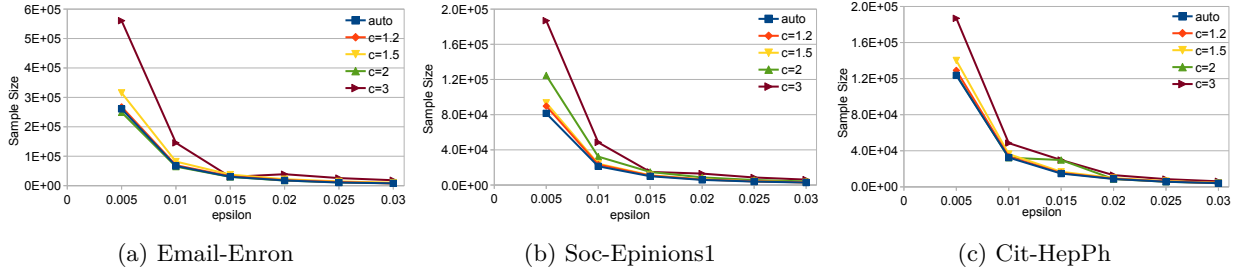 6E+05
5E+05
4E+05
3E+05
2E+05
1E+05
0E+00
Sample Size
0 0.005 0.01 0.015 0.02 0.025 0.03
epsilon
auto
c=1.2
c=1.5
c=2
c=3
(a) Email-Enron
2.0E+05
1.6E+05
1.2E+05
8.0E+04
4.0E+04
0.0E+00
Sample Size
0 0.005 0.01 0.015 0.02 0.025 0.03
epsilon
auto
c=1.2
c=1.5
c=2
c=3
(b) Soc-Epinions1
2.0E+05
1.6E+05
1.2E+05
8.0E+04
4.0E+04
0.0E+00
Sample Size
0 0.005 0.01 0.015 0.02 0.025 0.03
epsilon
auto
c=1.2
c=1.5
c=2
c=3
(c) Cit-HepPh